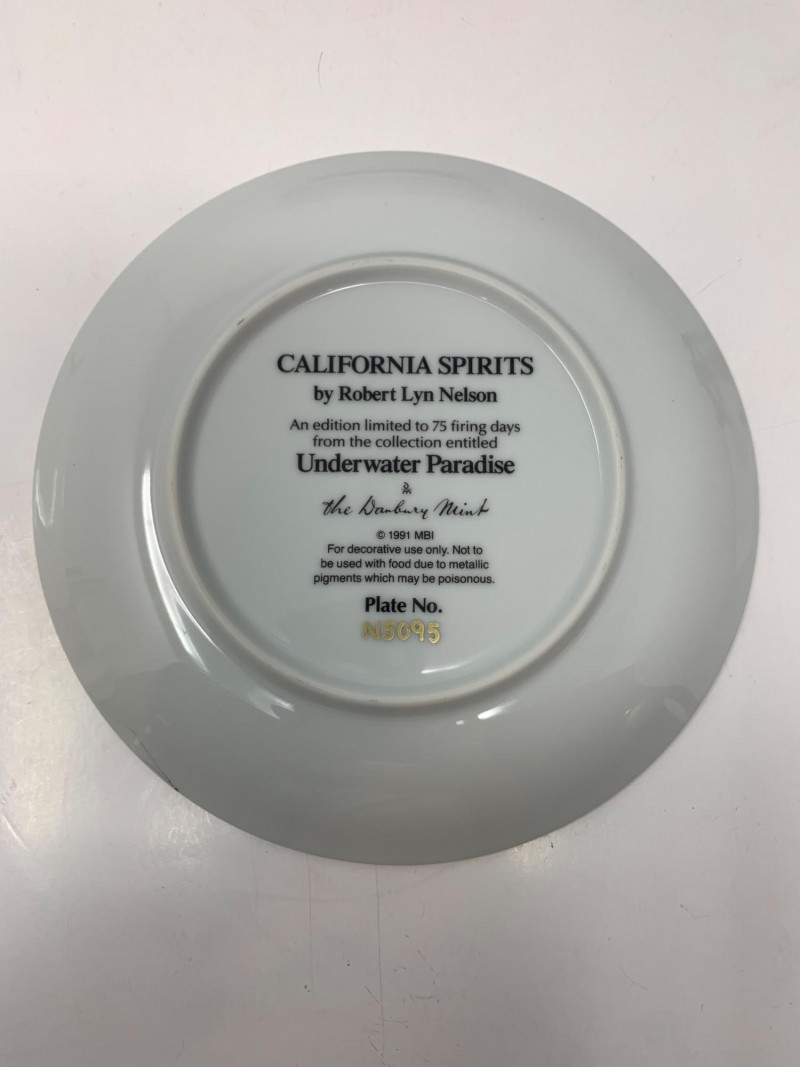 CALIFORNIA SPIRITS
by Robert Lyn Nelson
An edition limited to 75 firing days
from the collection entitled
Underwater Paradise
the Danbury Mint
© 1991 MBI
For decorative use only. Not to
be used with food due to metallic
pigments which may be poisonous.
Plate No.
N5095